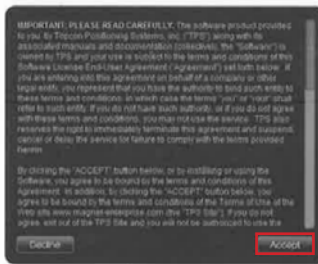 IMPORTANT: PLEASE READ CAREFULLY. The software product provided
to you by Topcon Positioning Systems, Inc. ("TPS") along with its
associated manuals and documentation (collectively, the "Software") is
owned by TPS and your use is subject to the terms and conditions of this
Software License End-User Agreement ("Agreement") set forth below. If
you are entering into this agreement on behalf of a company or other
legal entity, you represent that you have the authority to bind such entity to
these terms and conditions, in which case the terms "you" or "your" shall
refer to such entity. If you do not have such authority, or if you do not agree
with these terms and conditions, you may not use the service. TPS also
reserves the right to immediately terminate this agreement and suspend,
cancel or delay the service for failure to comply with the terms provided
herein.
By clicking the "ACCEPT" button below, or by installing or using the
Software, you agree to be bound by the terms and conditions of this
Agreement. In addition, by clicking the "ACCEPT" button below, you
agree to be bound by the terms and conditions of the Terms of Use of the
Web site www.magnet-enterprise.com (the "TPS Site"). If you do not
agree, exit out of the TPS Site and you will not be authorized to use the
Decline
Accept